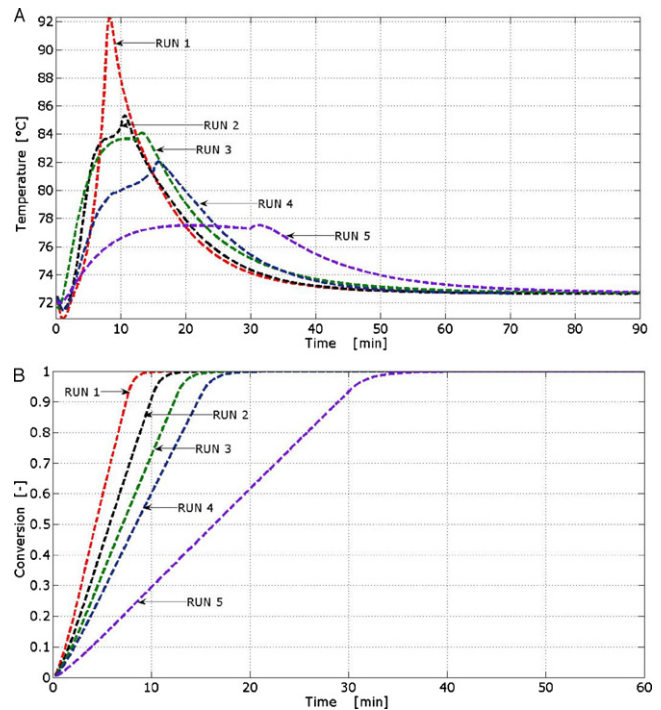 A
92
90
88
86
84
82
80
78
76
74
72
Temperature [°C]
RUN 1
RUN 2
RUN 3
RUN 4
RUN 5
0 10 20 30 40 50 60 70 80 90
Time [min]
B
1
0.9
0.8
0.7
0.6
0.5
0.4
0.3
0.2
0.1
0
Conversion [-]
RUN 1
RUN 2
RUN 3
RUN 4
RUN 5
0 10 20 30 40 50 60
Time [min]